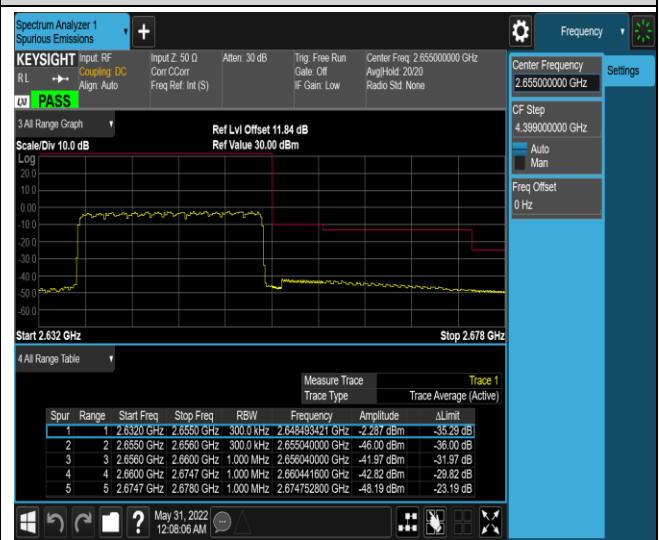 Spectrum Analyzer 1
Spurious Emissions
Frequency
KEYSIGHT Input: RF Input Z: 50 Ω Atten: 30 dB Trig: Free Run Center Freq: 2.655000000 GHz
RL Coupling: DC Corr CCorr Gate: Off Avg|Hold: 20/20
Align: Auto Freq Ref: Int (S) IF Gain: Low Radio Std: None
LXI PASS
Center Frequency
2.655000000 GHz
Settings
CF Step
4.399000000 GHz
Auto
Man
Freq Offset
0 Hz
3 All Range Graph
Ref Lvl Offset 11.84 dB
Scale/Div 10.0 dB Ref Value 30.00 dBm
Log
20.0
10.0
0.00
-10.0
-20.0
-30.0
-40.0
-50.0
-60.0
Start 2.632 GHz Stop 2.678 GHz
4 All Range Table
Measure Trace Trace 1
Trace Type Trace Average (Active)
Spur Range Start Freq Stop Freq RBW Frequency Amplitude ΔLimit
1 1 2.6320 GHz 2.6550 GHz 300.0 kHz 2.648493421 GHz -2.287 dBm -35.29 dB
2 2 2.6550 GHz 2.6560 GHz 300.0 kHz 2.655040000 GHz -46.00 dBm -36.00 dB
3 3 2.6560 GHz 2.6600 GHz 1.000 MHz 2.656040000 GHz -41.97 dBm -31.97 dB
4 4 2.6600 GHz 2.6747 GHz 1.000 MHz 2.660441600 GHz -42.82 dBm -29.82 dB
5 5 2.6747 GHz 2.6780 GHz 1.000 MHz 2.674752800 GHz -48.19 dBm -23.19 dB
May 31, 2022
12:08:06 AM